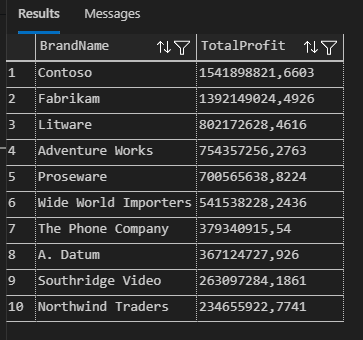 Results Messages
BrandName TotalProfit
1 Contoso 1541898821,6603
2 Fabrikam 1392149024,4926
3 Litware 802172628,4616
4 Adventure Works 754357256,2763
5 Proseware 700565638,8224
6 Wide World Importers 541538228,2436
7 The Phone Company 379340915,54
8 A. Datum 367124727,926
9 Southridge Video 263097284,1861
10 Northwind Traders 234655922,7741